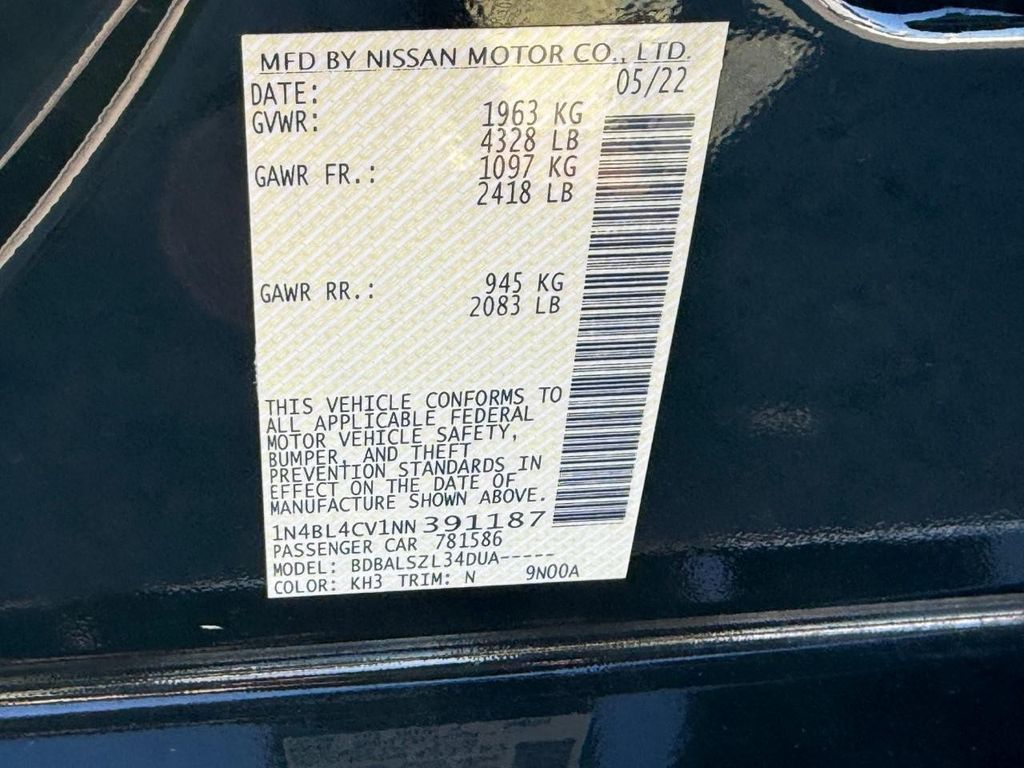 MFD BY NISSAN MOTOR CO., LTD.
DATE: 05/22
GVWR: 1963 KG
4328 LB
GAWR FR.: 1097 KG
2418 LB
GAWR RR.: 945 KG
2083 LB
THIS VEHICLE CONFORMS TO
ALL APPLICABLE FEDERAL
MOTOR VEHICLE SAFETY,
BUMPER, AND THEFT
PREVENTION STANDARDS IN
EFFECT ON THE DATE OF
MANUFACTURE SHOWN ABOVE.
1N4BL4CV1NN391187
PASSENGER CAR 781586
MODEL: BDBALSZL34DUA-----
COLOR: KH3 TRIM: N 9N00A